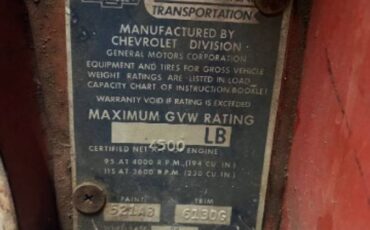 TRANSPORTATION
MANUFACTURED BY
CHEVROLET DIVISION
GENERAL MOTORS CORPORATION
EQUIPMENT AND TIRES FOR GROSS VEHICLE
WEIGHT RATINGS ARE LISTED IN LOAD
CAPACITY CHART OF INSTRUCTION BOOKLET
WARRANTY VOID IF RATING IS EXCEEDED
MAXIMUM GVW RATING
LB
4500
CERTIFIED NET ENGINE
95 AT 4000 R.P.M. (194 CU. IN.)
115 AT 3600 R.P.M. (230 CU. IN.)
PAINT TRIM
521AB 6130G